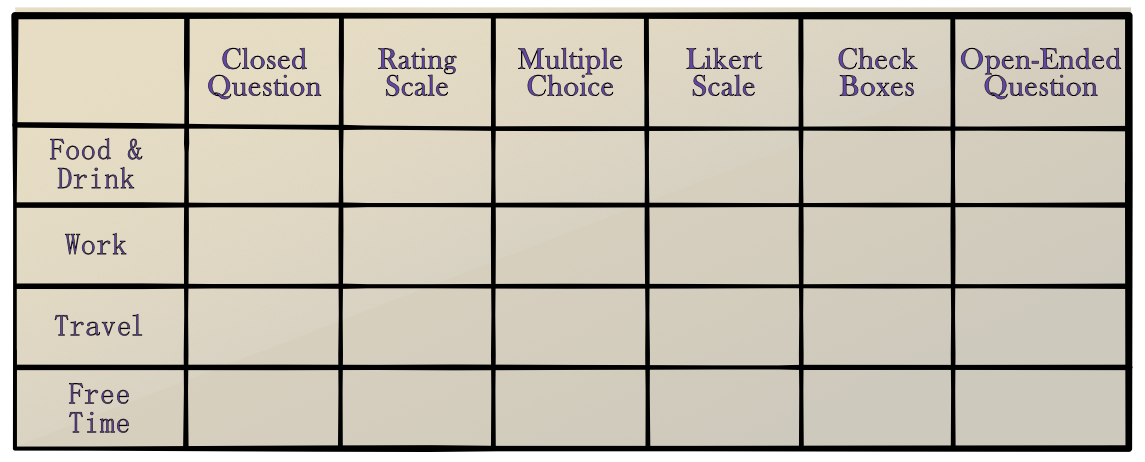 Closed
Question
Rating
Scale
Multiple
Choice
Likert
Scale
Check
Boxes
Open-Ended
Question
Food &
Drink
Work
Travel
Free
Time